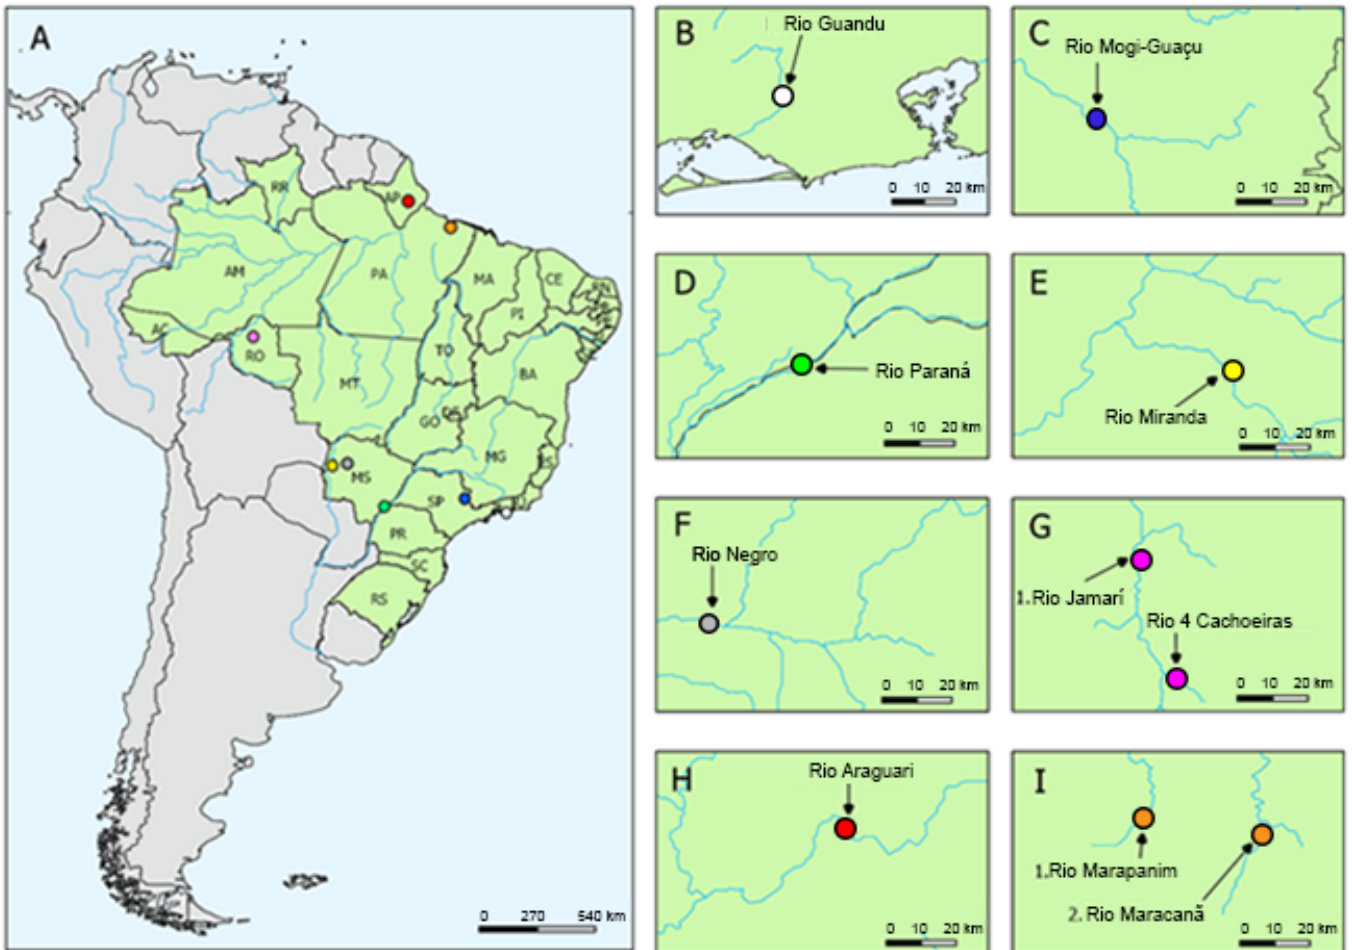 A
RR
AP
AM
PA
MA
CE
RN
PI
AC
RO
TO
MT
BA
GO
DF
MG
ES
MS
SP
RJ
PR
SC
RS
0 270 540 km
B
Rio Guandu
0 10 20 km
C
Rio Mogi-Guaçu
0 10 20 km
D
Rio Paraná
0 10 20 km
E
Rio Miranda
0 10 20 km
F
Rio Negro
0 10 20 km
G
1.Rio Jamarí
Rio 4 Cachoeiras
0 10 20 km
H
Rio Araguari
0 10 20 km
I
1.Rio Marapanim
2. Rio Maracanã
0 10 20 km